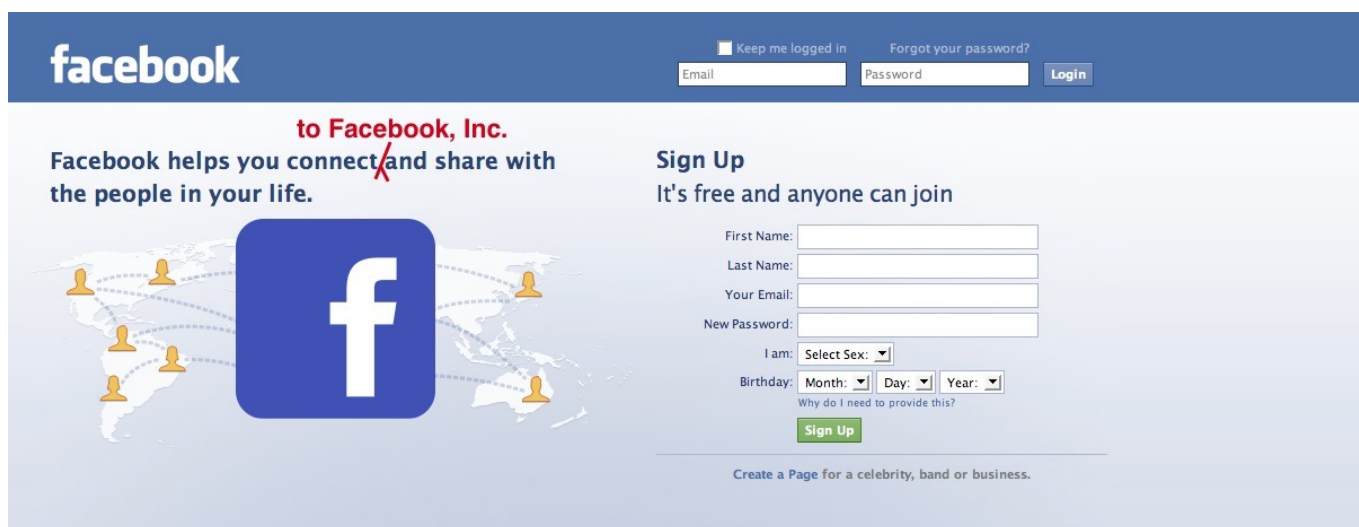 facebook
Keep me logged in
Forgot your password?
Email
Password
Login
to Facebook, Inc.
Facebook helps you connect and share with
the people in your life.
f
Sign Up
It's free and anyone can join
First Name:
Last Name:
Your Email:
New Password:
I am: Select Sex:
Birthday: Month: Day: Year:
Why do I need to provide this?
Sign Up
Create a Page for a celebrity, band or business.